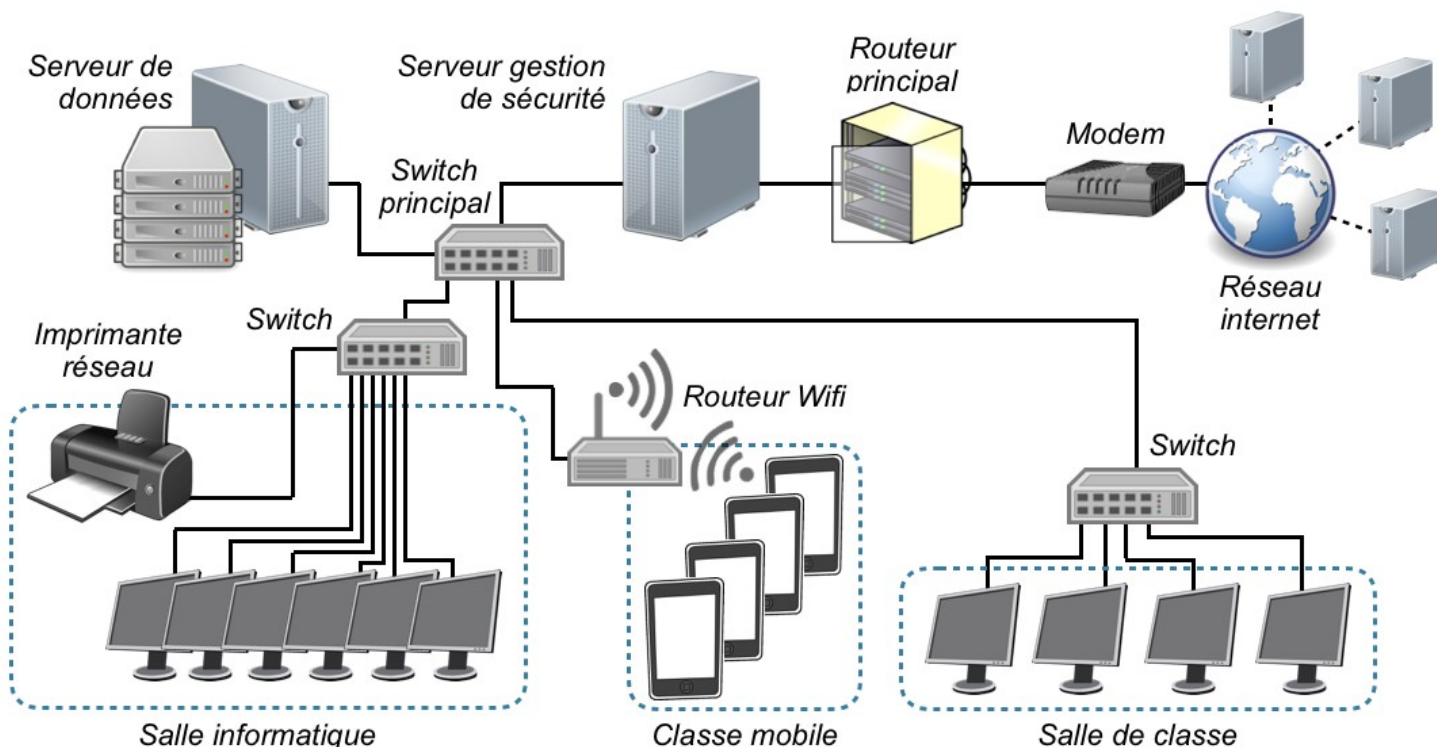 Serveur de
données
Serveur gestion
de sécurité
Routeur
principal
Modem
Switch
principal
Réseau
internet
Switch
Imprimante
réseau
Routeur Wifi
Switch
Salle informatique
Classe mobile
Salle de classe